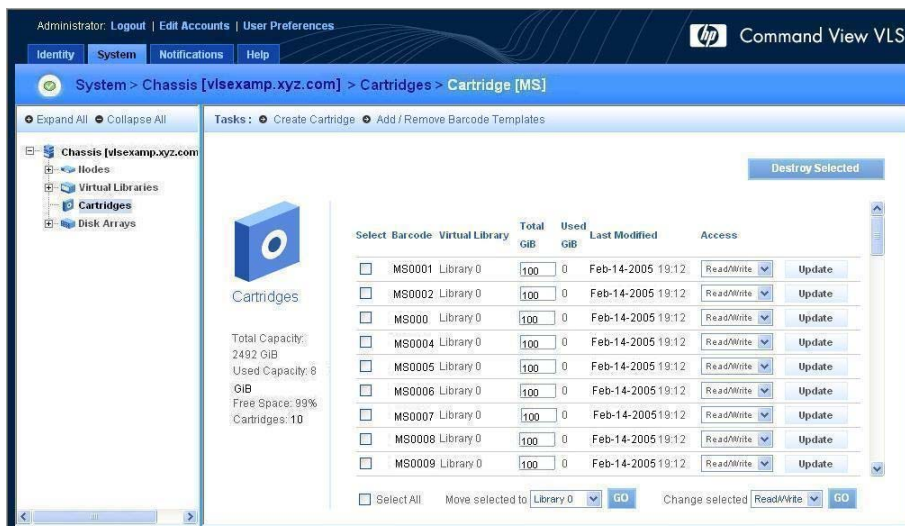 Administrator: Logout | Edit Accounts | User Preferences
hp Command View VLS
Identity System Notifications Help
System > Chassis [vlsexamp.xyz.com] > Cartridges > Cartridge [MS]
Expand All Collapse All
Tasks: Create Cartridge Add / Remove Barcode Templates
Chassis [vlsexamp.xyz.com
Nodes
Virtual Libraries
Cartridges
Disk Arrays
Destroy Selected
Cartridges
Total Capacity:
2492 GiB
Used Capacity: 8
GiB
Free Space: 99%
Cartridges: 10
Select Barcode Virtual Library Total GiB Used GiB Last Modified Access
MS0001 Library 0 100 0 Feb-14-2005 19:12 Read/Write Update
MS0002 Library 0 100 0 Feb-14-2005 19:12 Read/Write Update
MS000 Library 0 100 0 Feb-14-2005 19:12 Read/Write Update
MS0004 Library 0 100 0 Feb-14-2005 19:12 Read/Write Update
MS0005 Library 0 100 0 Feb-14-2005 19:12 Read/Write Update
MS0006 Library 0 100 0 Feb-14-2005 19:12 Read/Write Update
MS0007 Library 0 100 0 Feb-14-2005 19:12 Read/Write Update
MS0008 Library 0 100 0 Feb-14-2005 19:12 Read/Write Update
MS0009 Library 0 100 0 Feb-14-2005 19:12 Read/Write Update
Select All Move selected to Library 0 GO Change selected Read/Write GO